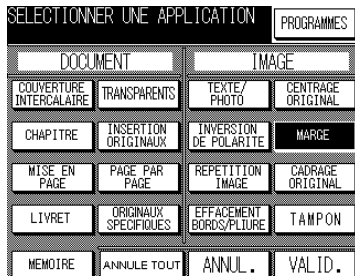 SELECTIONNER UNE APPLICATION
PROGRAMMES
DOCUMENT
IMAGE
COUVERTURE
INTERCALAIRE
TRANSPARENTS
TEXTE/
PHOTO
CENTRAGE
ORIGINAL
CHAPITRE
INSERTION
ORIGINAUX
INVERSION
DE POLARITE
MARGE
MISE EN
PAGE
PAGE PAR
PAGE
REPETITION
IMAGE
CADRAGE
ORIGINAL
LIVRET
ORIGINAUX
SPECIFIQUES
EFFACEMENT
BORDS/PLIURE
TAMPON
MEMOIRE
ANNULE TOUT
ANNUL.
VALID.